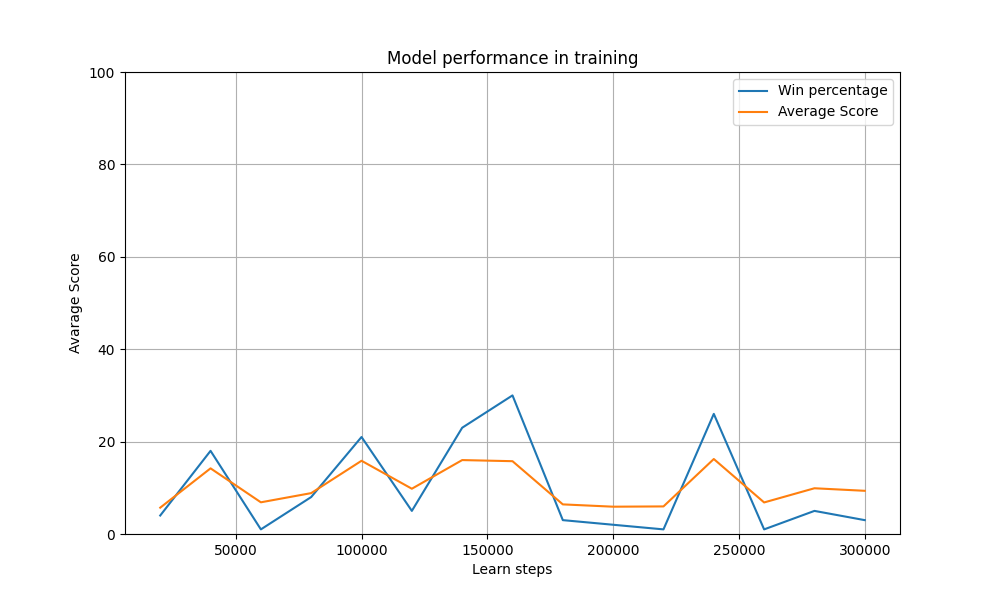 Model performance in training
Win percentage
Average Score
Avarage Score
100
80
60
40
20
0
50000
100000
150000
200000
250000
300000
Learn steps